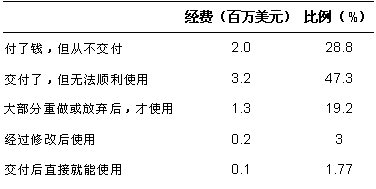 经费（百万美元） 比例（%）
付了钱，但从不交付 2.0 28.8
交付了，但无法顺利使用 3.2 47.3
大部分重做或放弃后，才使用 1.3 19.2
经过修改后使用 0.2 3
交付后直接就能使用 0.1 1.77